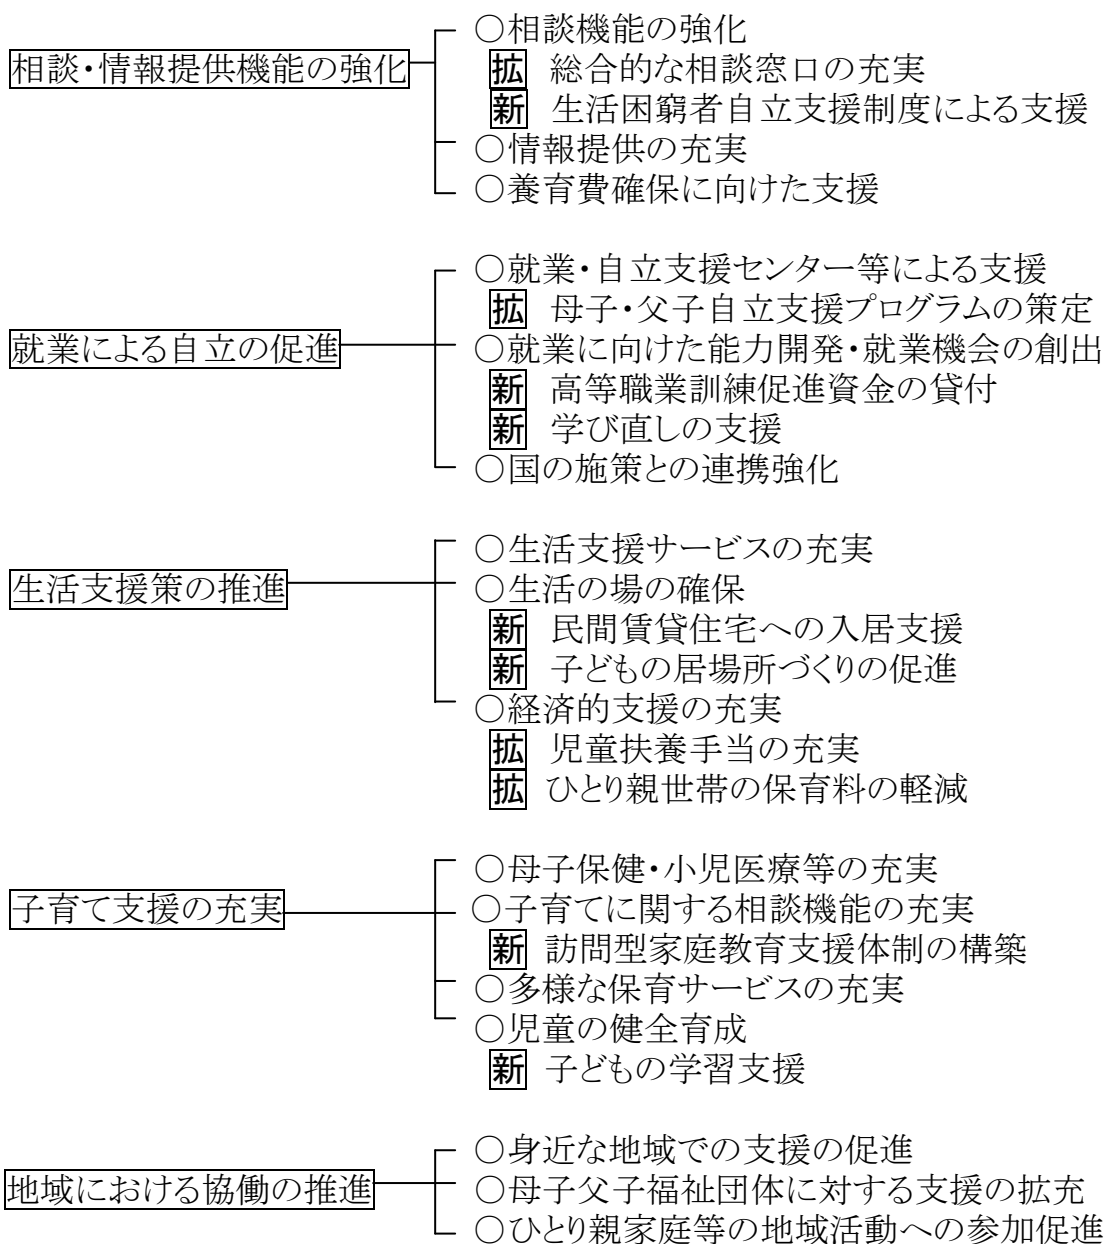 相談・情報提供機能の強化
○相談機能の強化
拡 総合的な相談窓口の充実
新 生活困窮者自立支援制度による支援
○情報提供の充実
○養育費確保に向けた支援
就業による自立の促進
○就業・自立支援センター等による支援
拡 母子・父子自立支援プログラムの策定
○就業に向けた能力開発・就業機会の創出
新 高等職業訓練促進資金の貸付
新 学び直しの支援
○国の施策との連携強化
生活支援策の推進
○生活支援サービスの充実
○生活の場の確保
新 民間賃貸住宅への入居支援
新 子どもの居場所づくりの促進
○経済的支援の充実
拡 児童扶養手当の充実
拡 ひとり親世帯の保育料の軽減
子育て支援の充実
○母子保健・小児医療等の充実
○子育てに関する相談機能の充実
新 訪問型家庭教育支援体制の構築
○多様な保育サービスの充実
○児童の健全育成
新 子どもの学習支援
地域における協働の推進
○身近な地域での支援の促進
○母子父子福祉団体に対する支援の拡充
○ひとり親家庭等の地域活動への参加促進